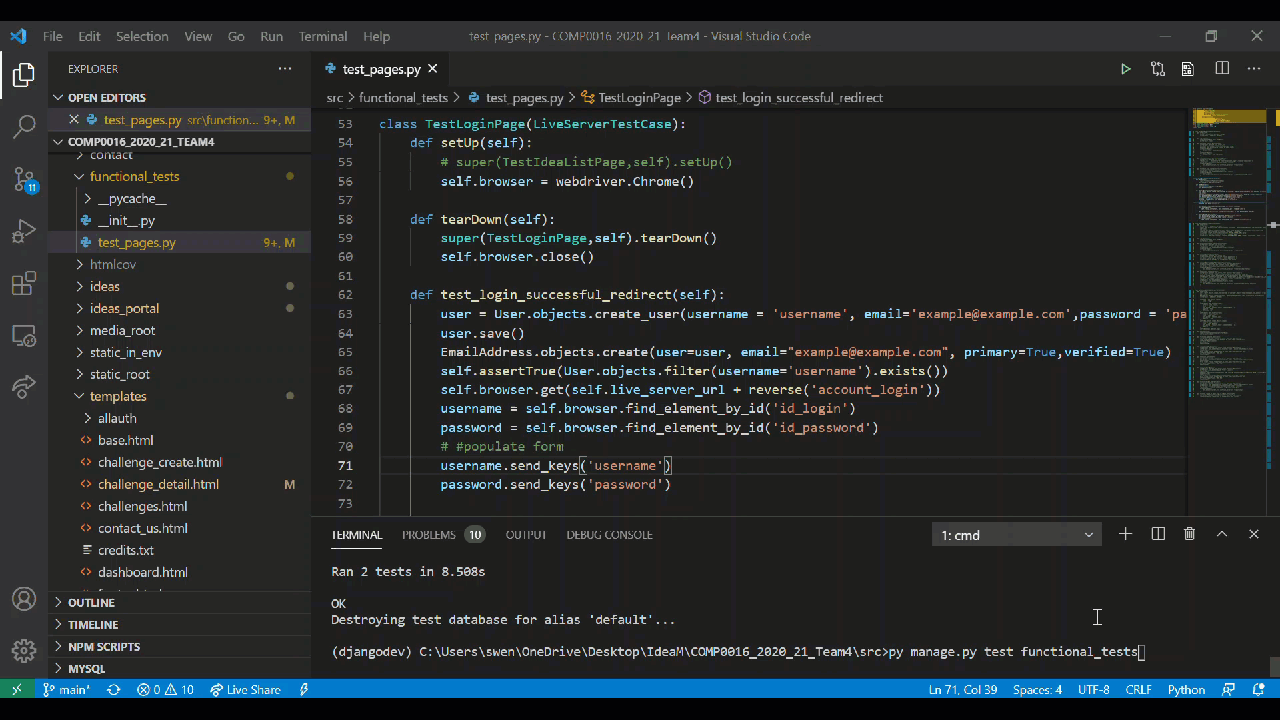 File Edit Selection View Go Run Terminal Help test_pages.py - COMP0016_2020_21_Team4 - Visual Studio Code
EXPLORER
OPEN EDITORS
test_pages.py src\function... 9+, M
COMP0016_2020_21_TEAM4
contact
functional_tests
__pycache__
__init__.py
test_pages.py 9+, M
htmlcov
ideas
ideas_portal
media_root
static_in_env
static_root
templates
allauth
base.html
challenge_create.html
challenge_detail.html M
challenges.html
contact_us.html
credits.txt
dashboard.html
OUTLINE
TIMELINE
NPM SCRIPTS
MYSQL
11
test_pages.py
src > functional_tests > test_pages.py > TestLoginPage > test_login_successful_redirect
53 class TestLoginPage(LiveServerTestCase):
54 def setUp(self):
55 # super(TestIdeaListPage,self).setUp()
56 self.browser = webdriver.Chrome()
57
58 def tearDown(self):
59 super(TestLoginPage,self).tearDown()
60 self.browser.close()
61
62 def test_login_successful_redirect(self):
63 user = User.objects.create_user(username = 'username', email='example@example.com',password = 'pa
64 user.save()
65 EmailAddress.objects.create(user=user, email="example@example.com", primary=True,verified=True)
66 self.assertTrue(User.objects.filter(username='username').exists())
67 self.browser.get(self.live_server_url + reverse('account_login'))
68 username = self.browser.find_element_by_id('id_login')
69 password = self.browser.find_element_by_id('id_password')
70 # #populate form
71 username.send_keys('username')
72 password.send_keys('password')
73
TERMINAL PROBLEMS 10 OUTPUT DEBUG CONSOLE 1: cmd
Ran 2 tests in 8.508s
OK
Destroying test database for alias 'default'...
(djangodev) C:\Users\swen\OneDrive\Desktop\IdeaM\COMP0016_2020_21_Team4\src>py manage.py test functional_tests
main* 0 10 Live Share Ln 71, Col 39 Spaces: 4 UTF-8 CRLF Python